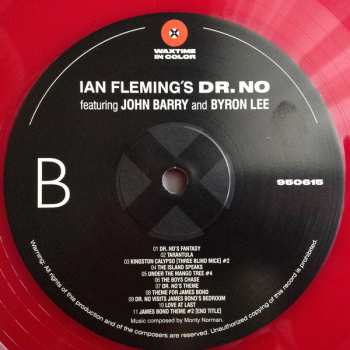 WAXTIME
IN COLOR
IAN FLEMING'S DR. NO
featuring JOHN BARRY and BYRON LEE
B
950615
01 DR. NO'S FANTASY
02 TARANTULA
03 KINGSTON CALYPSO [THREE BLIND MICE] #2
04 THE ISLAND SPEAKS
05 UNDER THE MANGO TREE #4
06 THE BOYS CHASE
07 DR. NO'S THEME
08 THEME FOR JAMES BOND
09 DR. NO VISITS JAMES BOND'S BEDROOM
10 LOVE AT LAST
11 JAMES BOND THEME #2 [END TITLE]
Music composed by Monty Norman.
Warning: All rights of this production and of the composers are reserved. Unauthorized copying of this record is prohibited.